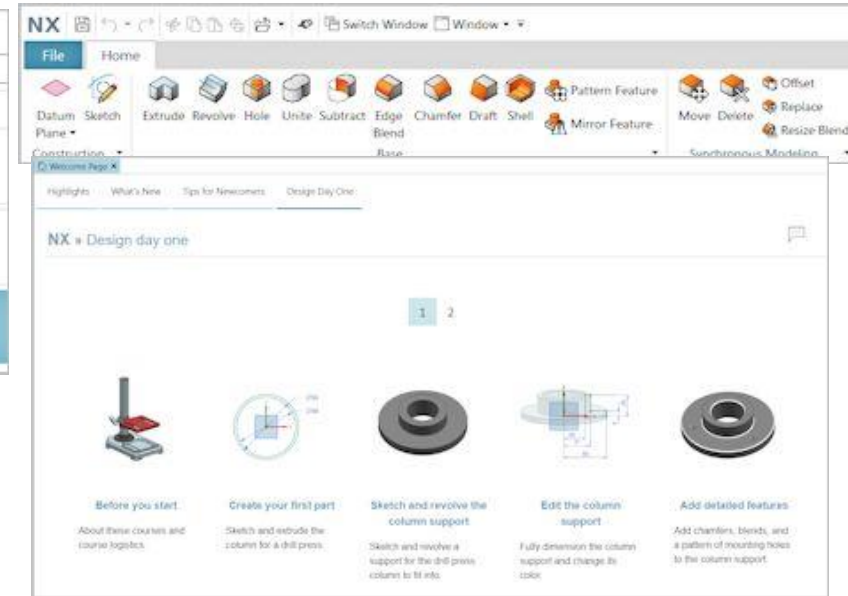 NX Switch Window Window
File Home
Datum Plane Sketch Extrude Revolve Hole Unite Subtract Edge Blend Chamfer Draft Shell Pattern Feature Mirror Feature Move Delete Offset Replace Resize Blend
Construction Base Synchronous Modeling
Welcome Page
Highlights What's New Tips for Newcomers Design Day One
NX » Design day one
1 2
Before you start
About these courses and
course logistics.
Create your first part
Sketch and extrude the
column for a drill press.
Sketch and revolve the
column support
Sketch and revolve a
support for the drill press
column to fit into.
Edit the column
support
Fully dimension the column
support and change its
color.
Add detailed features
Add chamfers, blends, and
a pattern of mounting holes
to the column support.